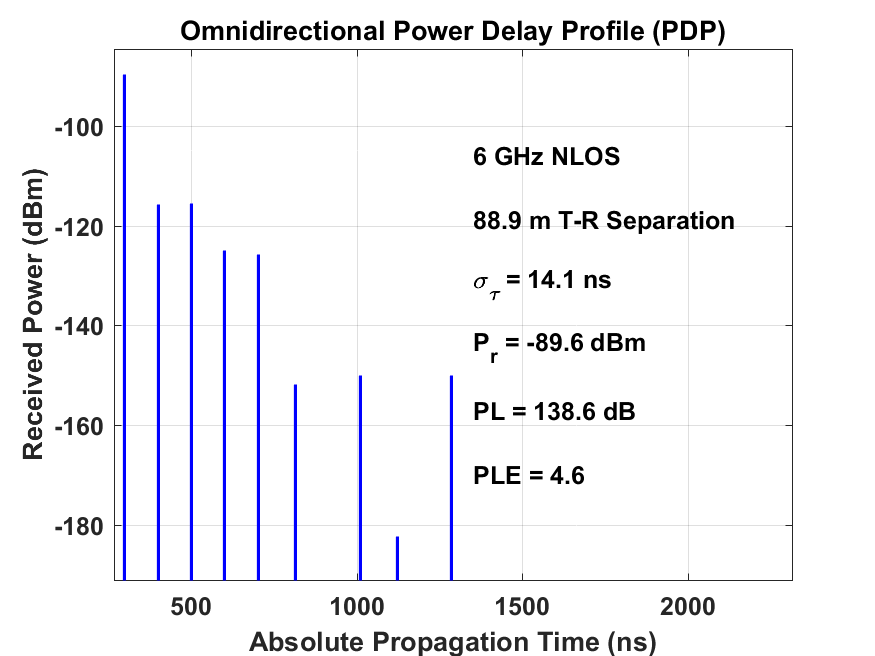 Omnidirectional Power Delay Profile (PDP)
Received Power (dBm)
-100
-120
-140
-160
-180
6 GHz NLOS
88.9 m T-R Separation
σ_τ = 14.1 ns
P_r = -89.6 dBm
PL = 138.6 dB
PLE = 4.6
500 1000 1500 2000
Absolute Propagation Time (ns)